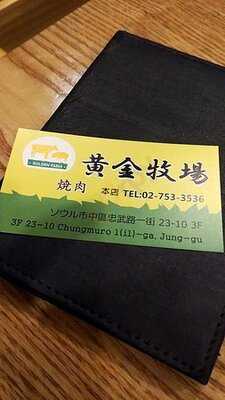 GOLDEN FARM
黄金牧場
焼肉 本店 TEL:02-753-3536
ソウル市中區忠武路一街 23-10 3F
3F 23-10 Chungmuro 1(il)-ga, Jung-gu